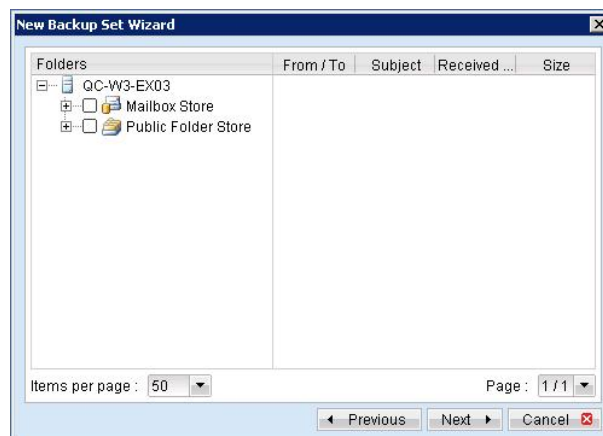 New Backup Set Wizard
Folders From / To Subject Received ... Size
QC-W3-EX03
Mailbox Store
Public Folder Store
Items per page : 50 Page : 1 / 1
Previous Next Cancel